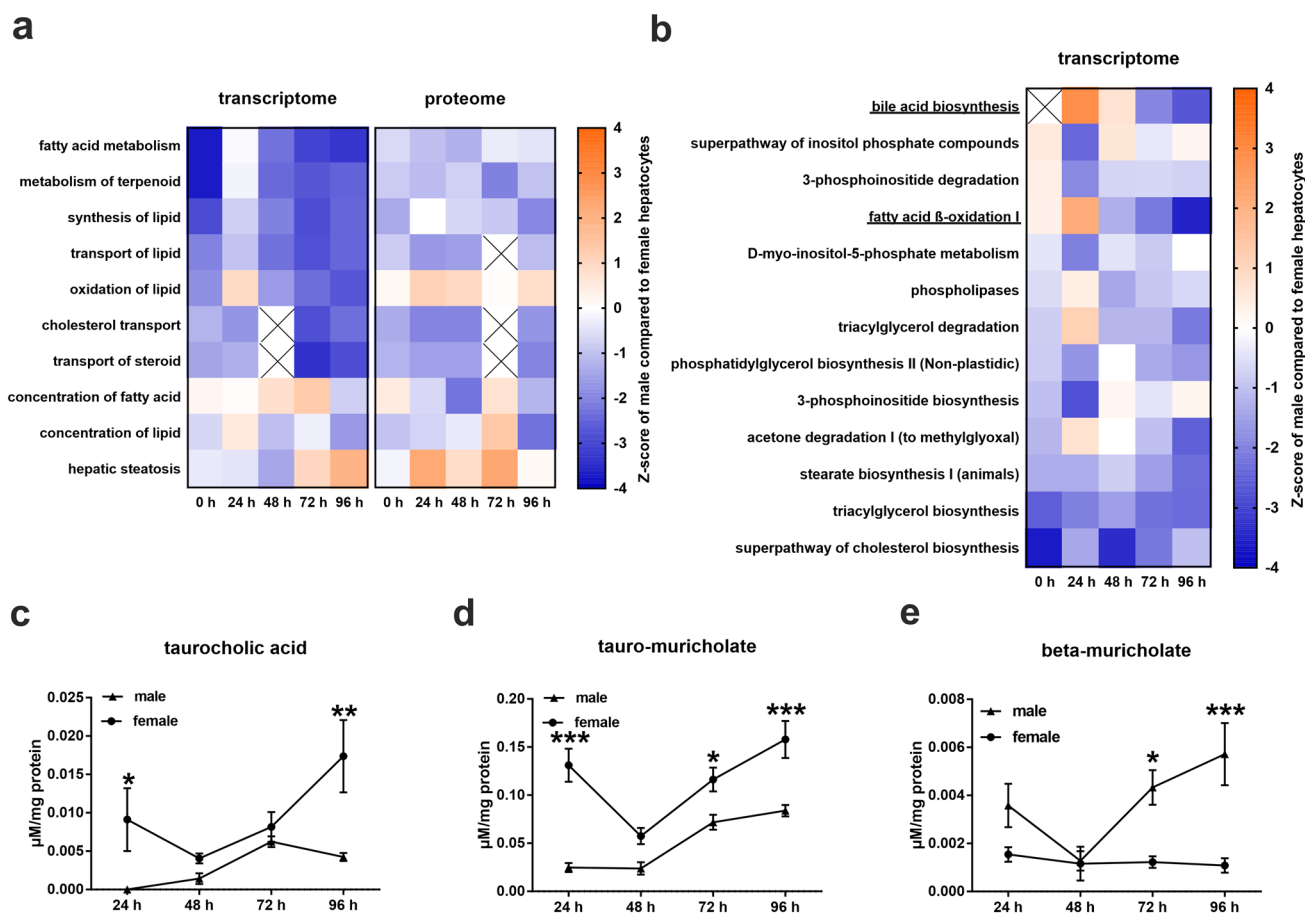 a
transcriptome
proteome
fatty acid metabolism
metabolism of terpenoid
synthesis of lipid
transport of lipid
oxidation of lipid
cholesterol transport
transport of steroid
concentration of fatty acid
concentration of lipid
hepatic steatosis
0 h 24 h 48 h 72 h 96 h
0 h 24 h 48 h 72 h 96 h
4
3
2
1
0
-1
-2
-3
-4
Z-score of male compared to female hepatocytes
b
transcriptome
bile acid biosynthesis
superpathway of inositol phosphate compounds
3-phosphoinositide degradation
fatty acid ß-oxidation I
D-myo-inositol-5-phosphate metabolism
phospholipases
triacylglycerol degradation
phosphatidylglycerol biosynthesis II (Non-plastidic)
3-phosphoinositide biosynthesis
acetone degradation I (to methylglyoxal)
stearate biosynthesis I (animals)
triacylglycerol biosynthesis
superpathway of cholesterol biosynthesis
0 h 24 h 48 h 72 h 96 h
4
3
2
1
0
-1
-2
-3
-4
Z-score of male compared to female hepatocytes
c
taurocholic acid
male
female
µM/mg protein
0.025
0.020
0.015
0.010
0.005
0.000
*
**
24 h 48 h 72 h 96 h
d
tauro-muricholate
male
female
µM/mg protein
0.20
0.15
0.10
0.05
0.00
***
*
***
24 h 48 h 72 h 96 h
e
beta-muricholate
male
female
µM/mg protein
0.008
0.006
0.004
0.002
0.000
*
***
24 h 48 h 72 h 96 h